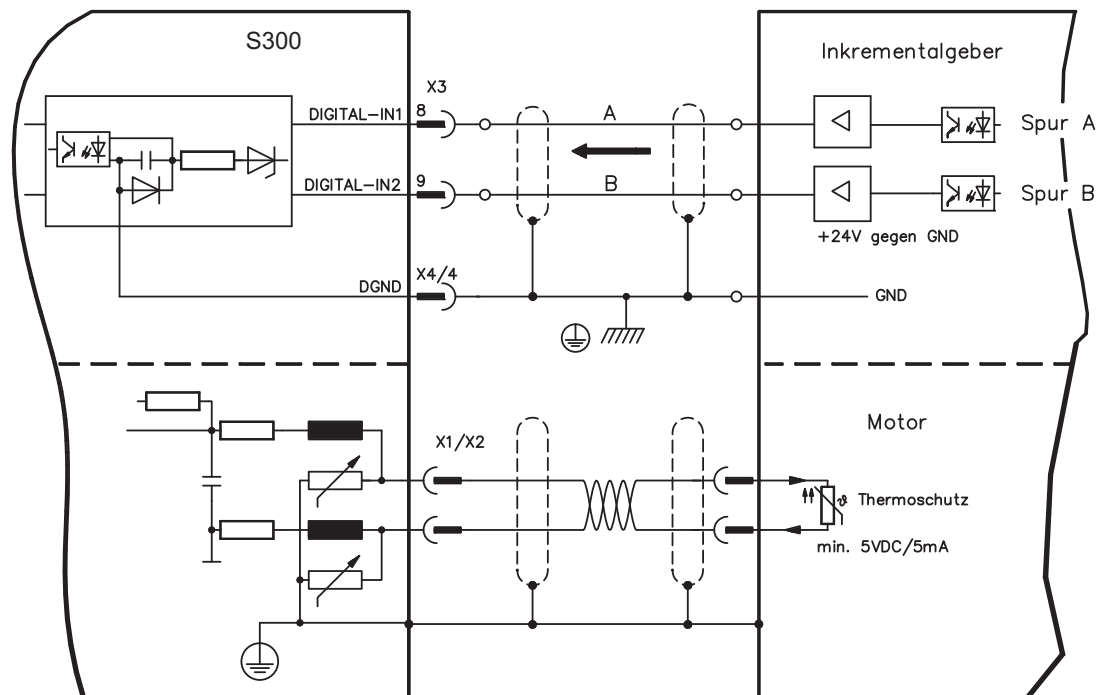 S300
Inkrementalgeber
X3
DIGITAL-IN1
8
A
Spur A
DIGITAL-IN2
9
B
Spur B
+24V gegen GND
X4/4
DGND
GND
Motor
X1/X2
ϑ Thermoschutz
min. 5VDC/5mA